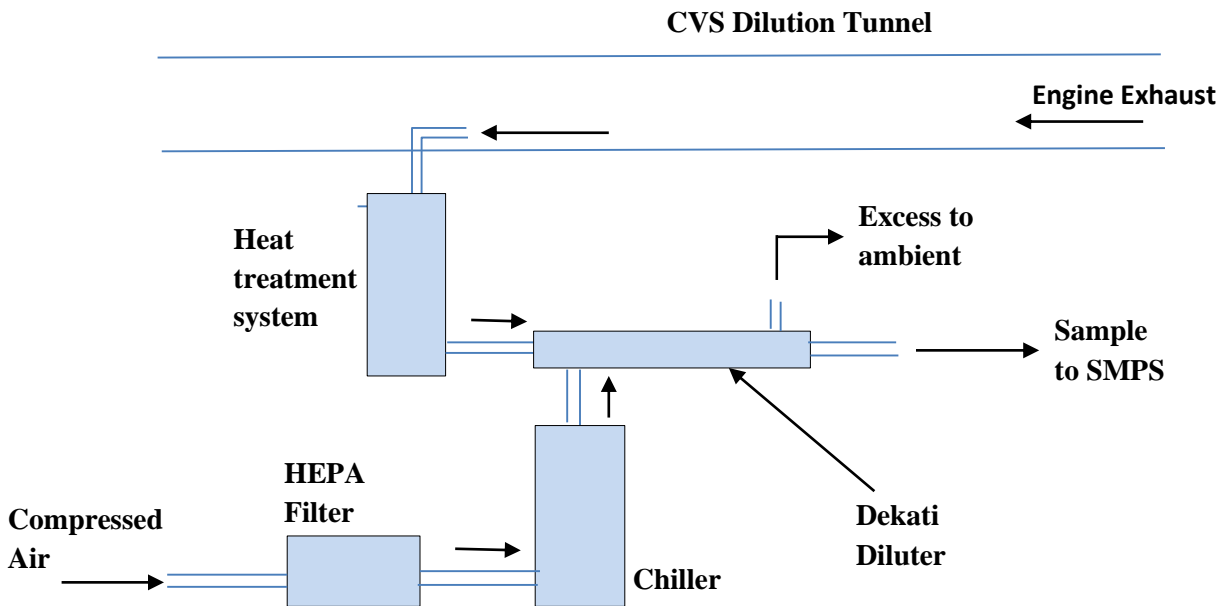 CVS Dilution Tunnel
Engine Exhaust
Heat
treatment
system
Excess to
ambient
Sample
to SMPS
HEPA
Filter
Compressed
Air
Dekati
Diluter
Chiller